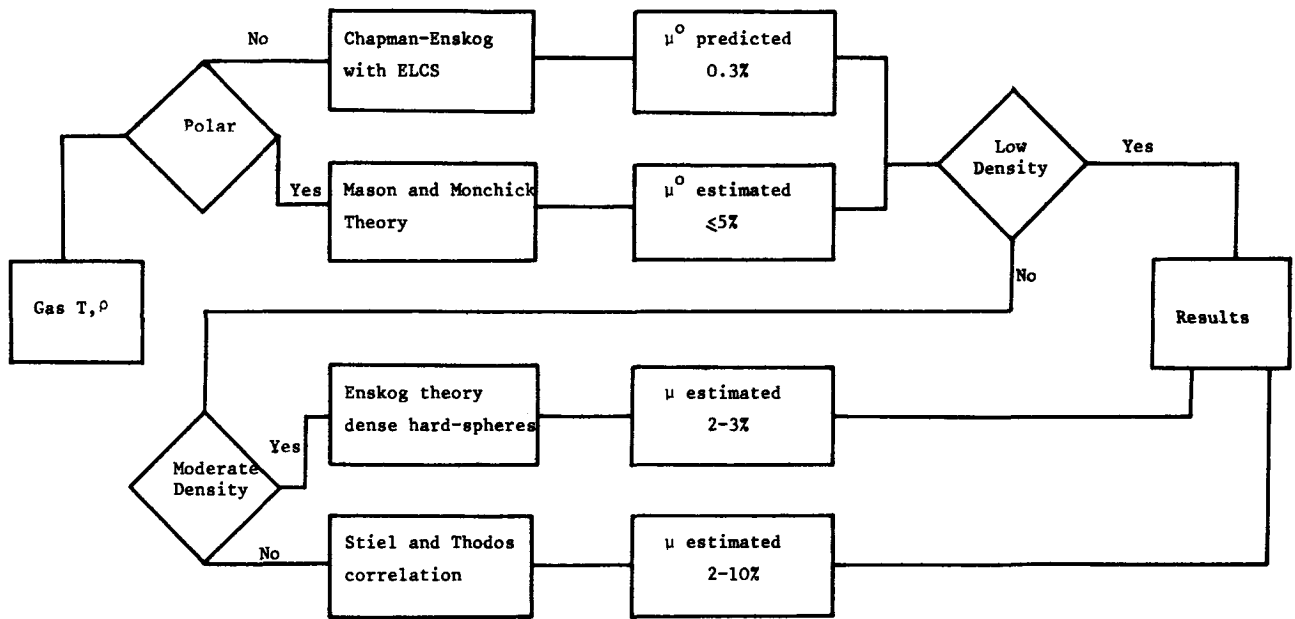 No
Chapman-Enskog
with ELCS
μº predicted
0.3%
Polar
Low
Density
Yes
Yes
Mason and Monchick
Theory
μº estimated
⩽5%
No
Gas T,ρ
Results
Enskog theory
dense hard-spheres
μ estimated
2-3%
Yes
Moderate
Density
No
Stiel and Thodos
correlation
μ estimated
2-10%